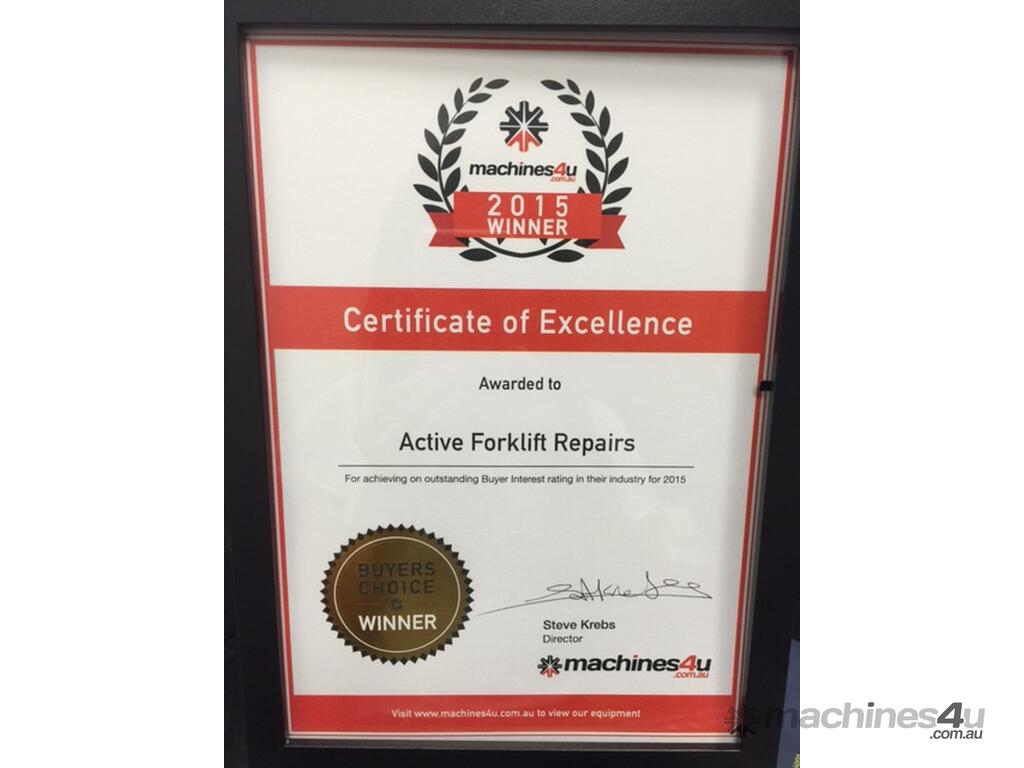 machines4u
.com.au
2015
WINNER
Certificate of Excellence
Awarded to
Active Forklift Repairs
For achieving on outstanding Buyer Interest rating in their industry for 2015
BUYERS
CHOICE
WINNER
Steve Krebs
Director
machines4u
.com.au
Visit www.machines4u.com.au to view our equipment
machines4u
.com.au